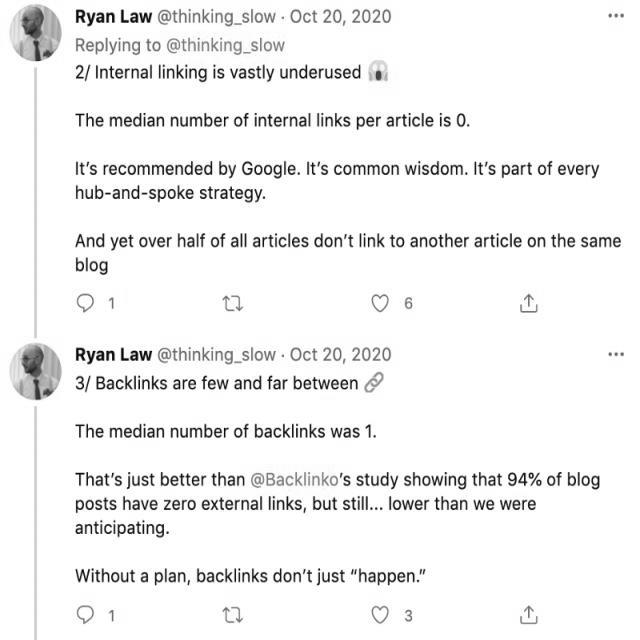 Ryan Law @thinking_slow · Oct 20, 2020
Replying to @thinking_slow
2/ Internal linking is vastly underused 😱
The median number of internal links per article is 0.
It’s recommended by Google. It’s common wisdom. It’s part of every
hub-and-spoke strategy.
And yet over half of all articles don’t link to another article on the same
blog
1 6
Ryan Law @thinking_slow · Oct 20, 2020
3/ Backlinks are few and far between 🔗
The median number of backlinks was 1.
That’s just better than @Backlinko’s study showing that 94% of blog
posts have zero external links, but still... lower than we were
anticipating.
Without a plan, backlinks don’t just “happen.”
1 3